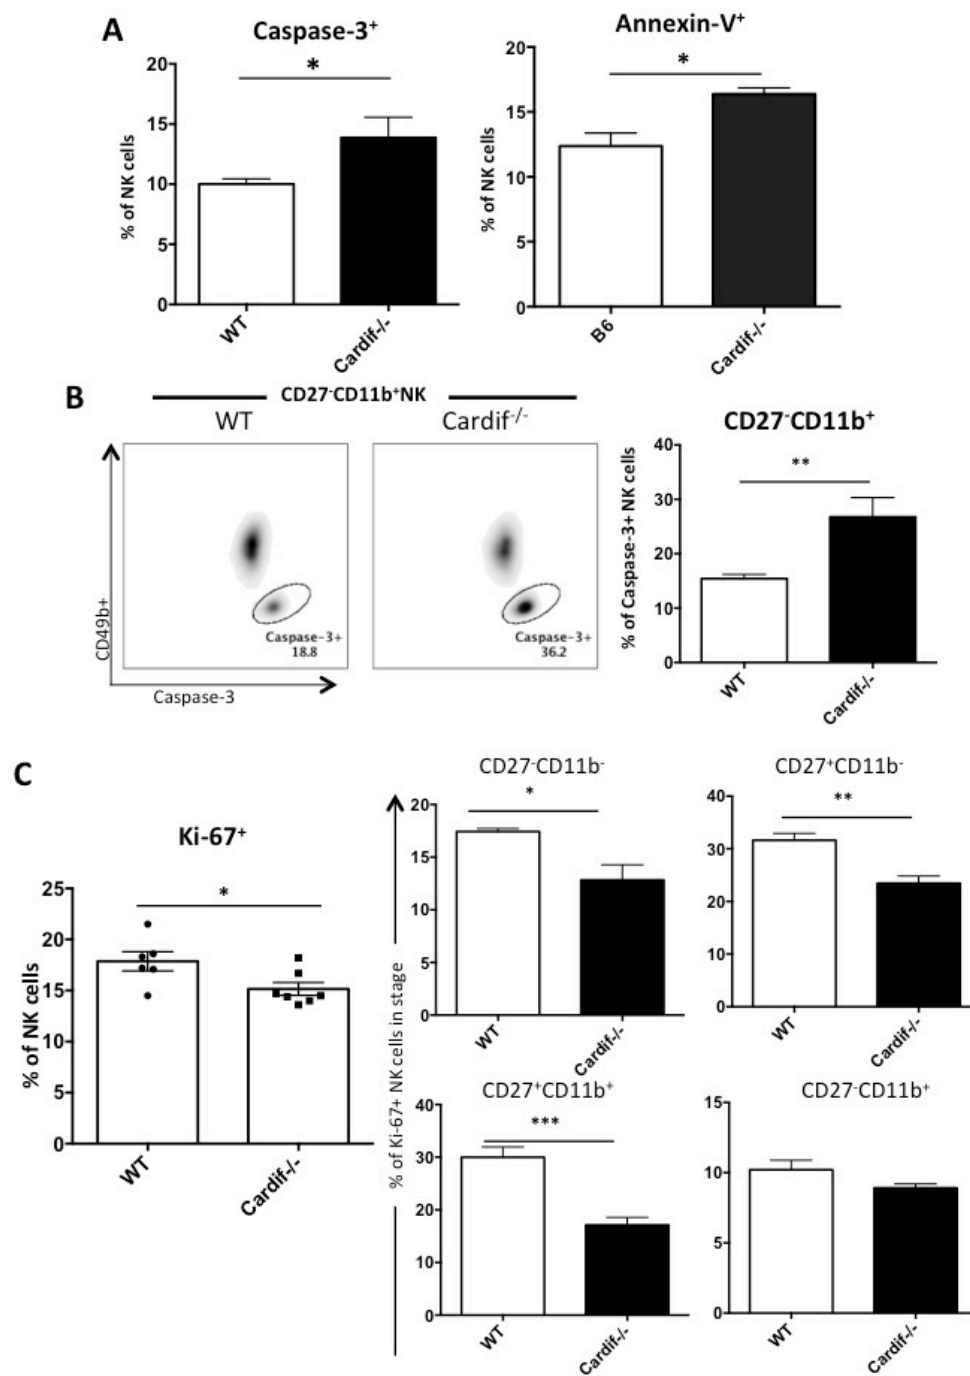 A
Caspase-3⁺
*
% of NK cells
20
15
10
5
0
WT
Cardif-/-
Annexin-V⁺
*
% of NK cells
20
15
10
5
0
B6
Cardif-/-
B
CD27⁻CD11b⁺NK
WT
Cardif⁻/⁻
CD49b+
Caspase-3
Caspase-3+
18.8
Caspase-3+
36.2
CD27⁻CD11b⁺
**
% of Caspase-3+ NK cells
40
30
20
10
0
WT
Cardif-/-
C
Ki-67⁺
*
% of NK cells
25
20
15
10
5
0
WT
Cardif-/-
% of Ki-67+ NK cells in stage
CD27⁻CD11b⁻
*
20
15
10
5
0
WT
Cardif-/-
CD27⁺CD11b⁻
**
40
30
20
10
0
WT
Cardif-/-
CD27⁺CD11b⁺
***
40
30
20
10
0
WT
Cardif-/-
CD27⁻CD11b⁺
15
10
5
0
WT
Cardif-/-